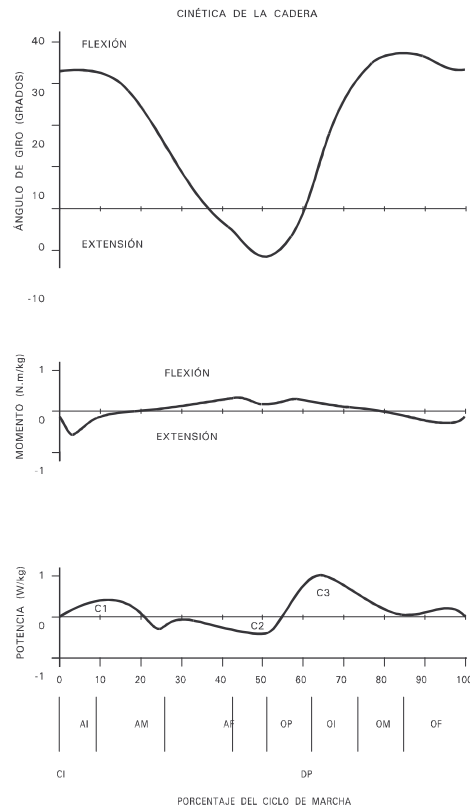 CINÉTICA DE LA CADERA
FLEXIÓN
EXTENSIÓN
ÁNGULO DE GIRO (GRADOS)
40
30
20
10
0
-10
FLEXIÓN
EXTENSIÓN
MOMENTO (N.m/kg)
1
0
-1
POTENCIA (W/kg)
1
0
-1
C1
C2
C3
0 10 20 30 40 50 60 70 80 90 100
AI AM AF OP OI OM OF
CI DP
PORCENTAJE DEL CICLO DE MARCHA